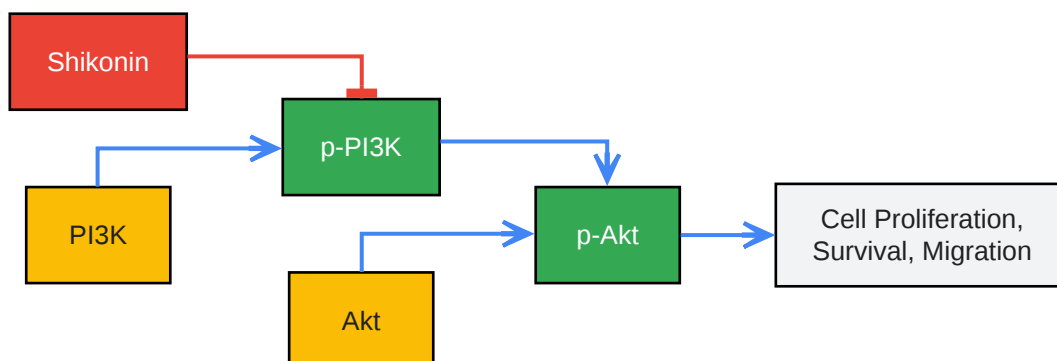 Shikonin
p-PI3K
PI3K
p-Akt
Cell Proliferation,
Survival, Migration
Akt